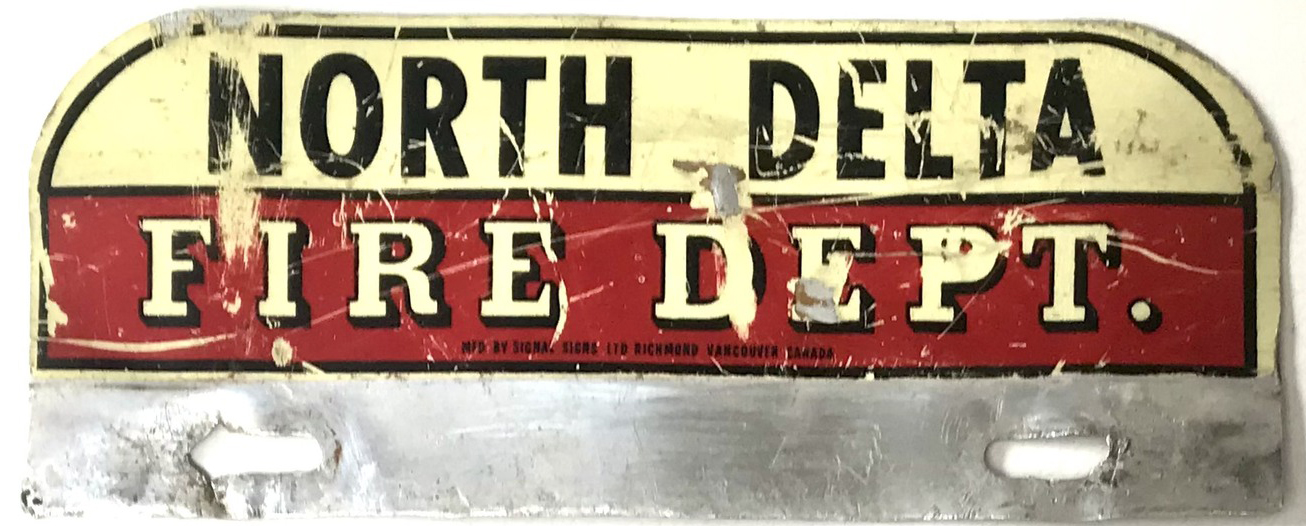 NORTH DELTA
FIRE DEPT.
MFD BY SIGNAL SIGNS LTD RICHMOND VANCOUVER CANADA